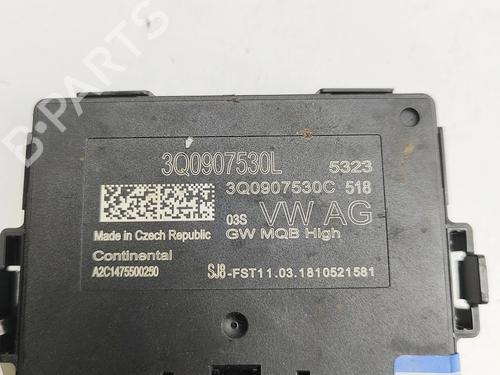 B-PARTS
3Q0907530L 5323
3Q0907530C 518
03S VW AG
Made in Czech Republic GW MQB High
Continental
A2C1475500250 SJ8-FST11.03.1810521581